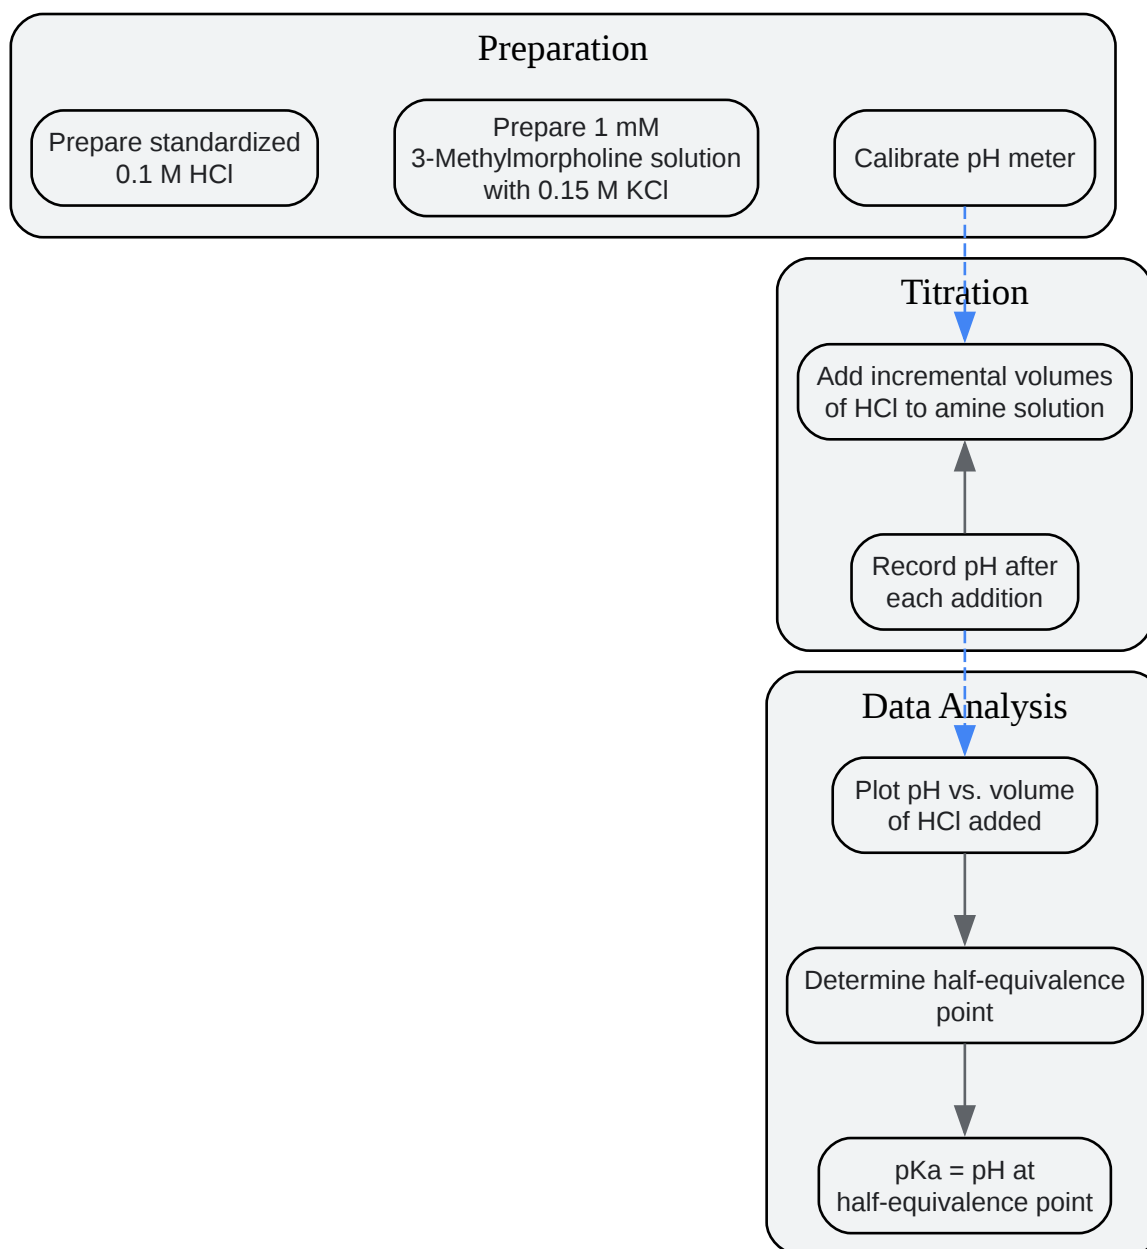 Preparation
Prepare standardized
0.1 M HCl
Prepare 1 mM
3-Methylmorpholine solution
with 0.15 M KCl
Calibrate pH meter
Titration
Add incremental volumes
of HCl to amine solution
Record pH after
each addition
Data Analysis
Plot pH vs. volume
of HCl added
Determine half-equivalence
point
pKa = pH at
half-equivalence point